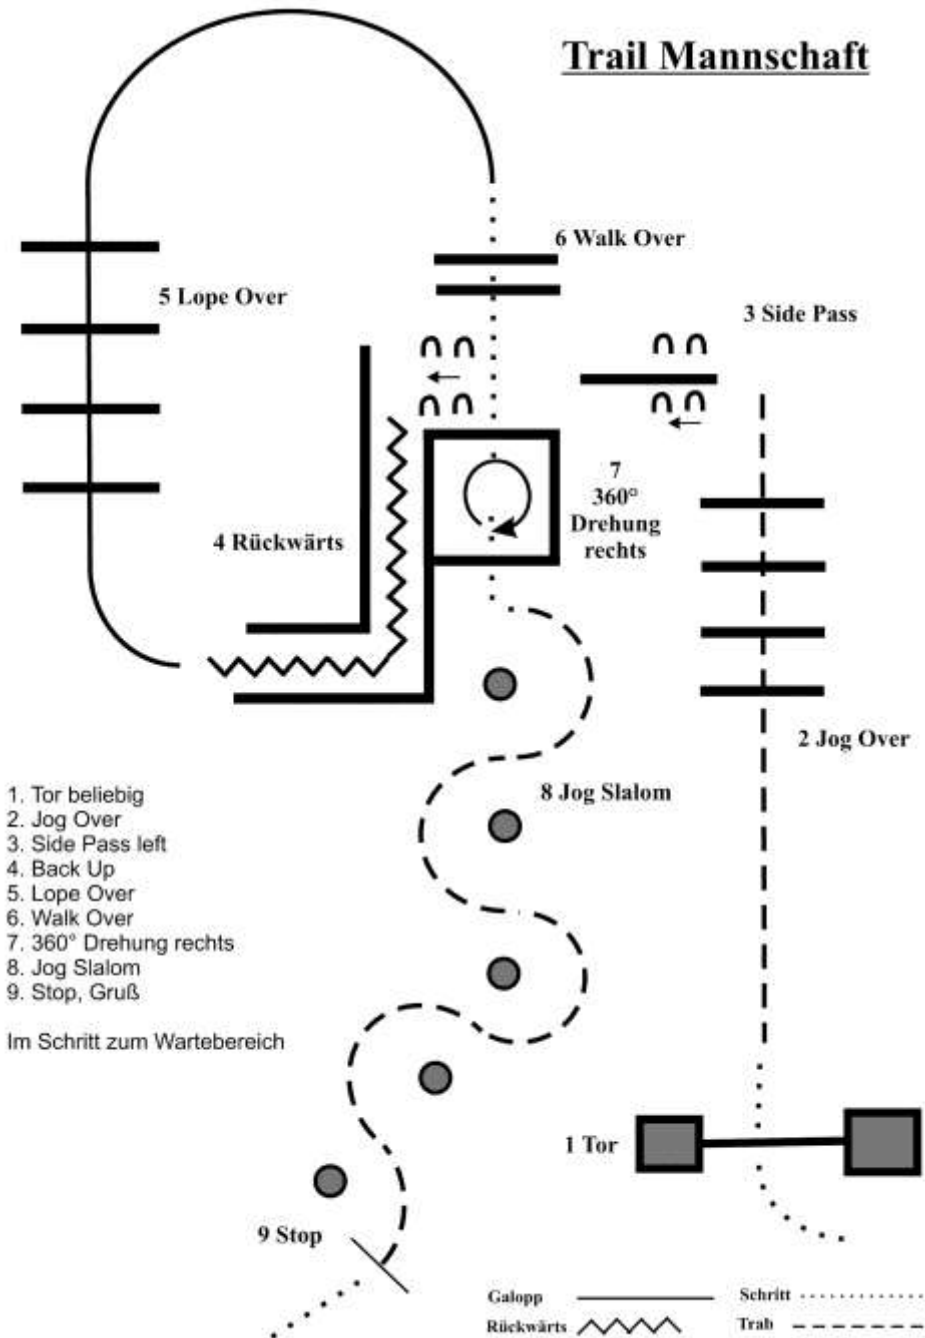 Trail Mannschaft
6 Walk Over
5 Lope Over
3 Side Pass
7
360°
Drehung
rechts
4 Rückwärts
2 Jog Over
8 Jog Slalom
1. Tor beliebig
2. Jog Over
3. Side Pass left
4. Back Up
5. Lope Over
6. Walk Over
7. 360° Drehung rechts
8. Jog Slalom
9. Stop, Gruß
Im Schritt zum Wartebereich
1 Tor
9 Stop
Galopp
Schritt
Rückwärts
Trab